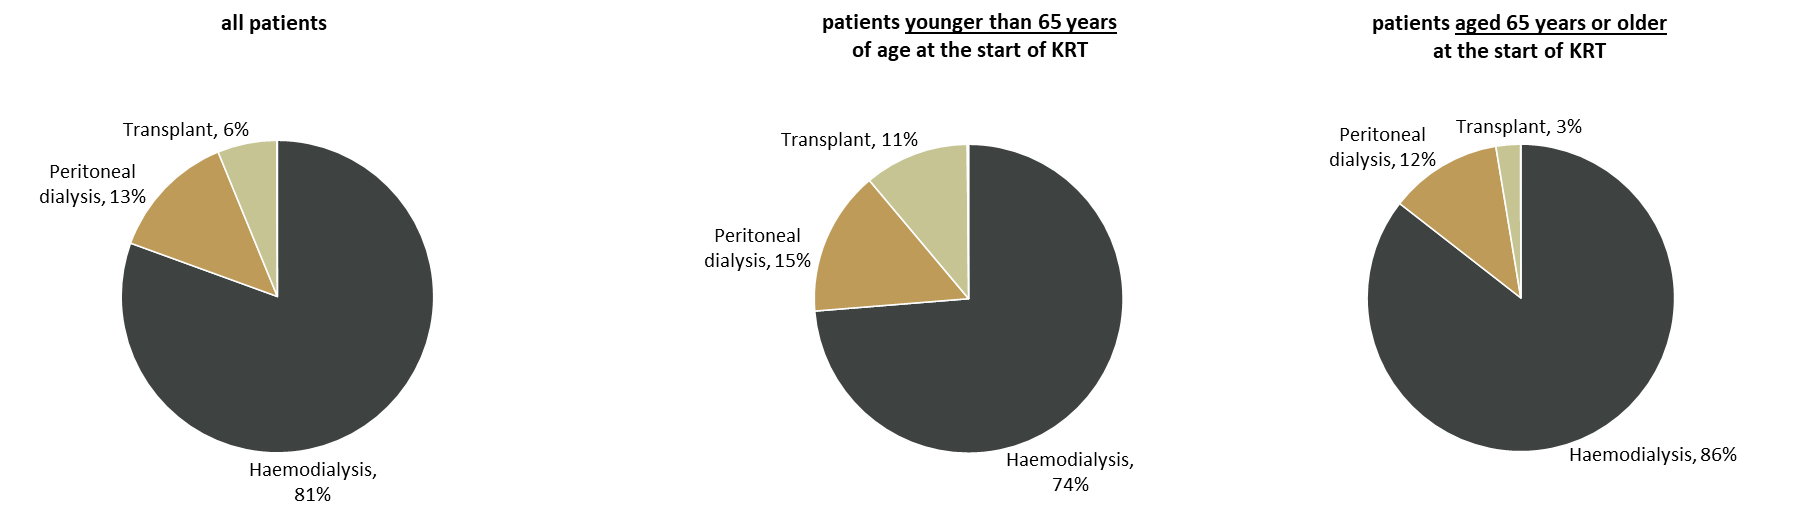 all patients
Transplant, 6%
Peritoneal
dialysis, 13%
Haemodialysis,
81%
patients younger than 65 years
of age at the start of KRT
Transplant, 11%
Peritoneal
dialysis, 15%
Haemodialysis,
74%
patients aged 65 years or older
at the start of KRT
Transplant, 3%
Peritoneal
dialysis, 12%
Haemodialysis, 86%